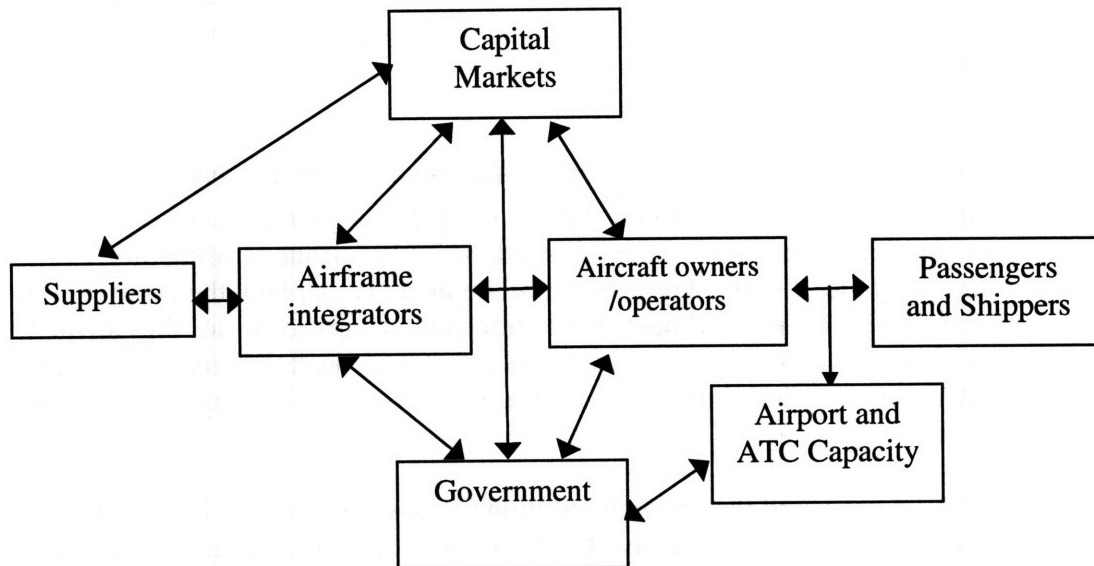 Capital
Markets
Suppliers
Airframe
integrators
Aircraft owners
/operators
Passengers
and Shippers
Airport and
ATC Capacity
Government